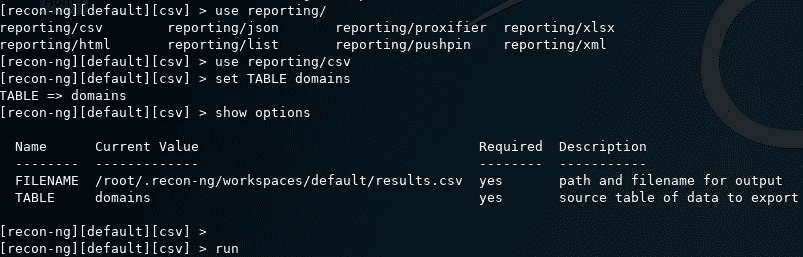 [recon-ng][default][csv] > use reporting/
reporting/csv        reporting/json       reporting/proxifier  reporting/xlsx
reporting/html       reporting/list       reporting/pushpin    reporting/xml
[recon-ng][default][csv] > use reporting/csv
[recon-ng][default][csv] > set TABLE domains
TABLE => domains
[recon-ng][default][csv] > show options
  Name      Current Value                                   Required  Description
  --------  -------------                                   --------  -----------
  FILENAME  /root/.recon-ng/workspaces/default/results.csv  yes       path and filename for output
  TABLE     domains                                         yes       source table of data to export
[recon-ng][default][csv] >
[recon-ng][default][csv] > run